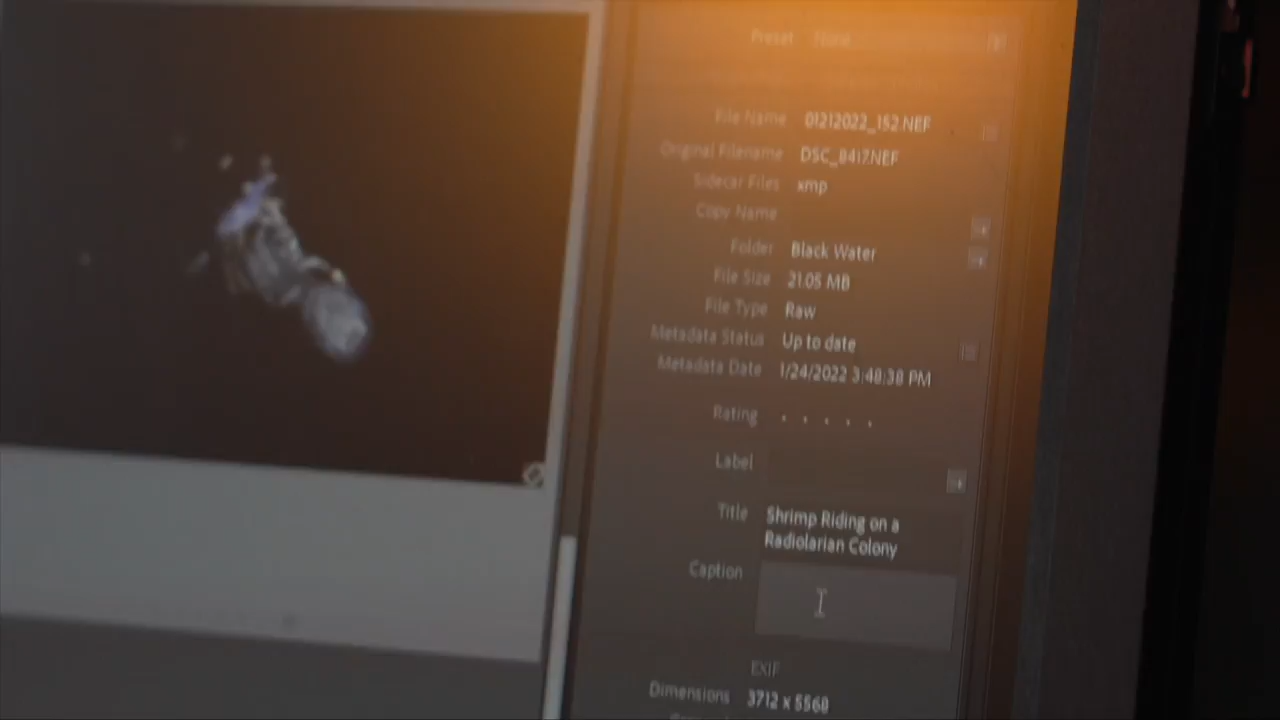 Preset None
File Name 01212022_152.NEF
Original Filename DSC_8417.NEF
Sidecar Files xmp
Copy Name
Folder Black Water
File Size 21.05 MB
File Type Raw
Metadata Status Up to date
Metadata Date 1/24/2022 3:48:38 PM
Rating . . . . .
Label
Title Shrimp Riding on a
Radiolarian Colony
Caption
EXIF
Dimensions 3712 x 5568